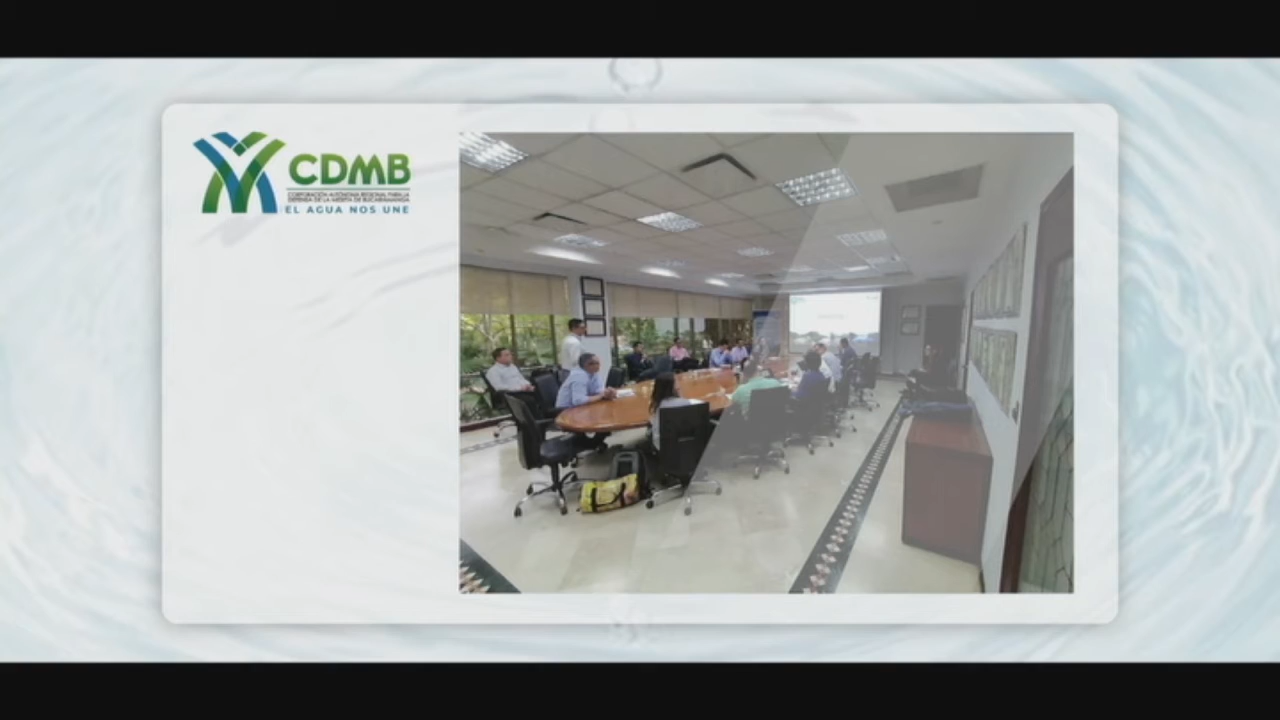 CDMB
CORPORACIÓN AUTÓNOMA REGIONAL PARA LA
DEFENSA DE LA MESETA DE BUCARAMANGA
EL AGUA NOS UNE